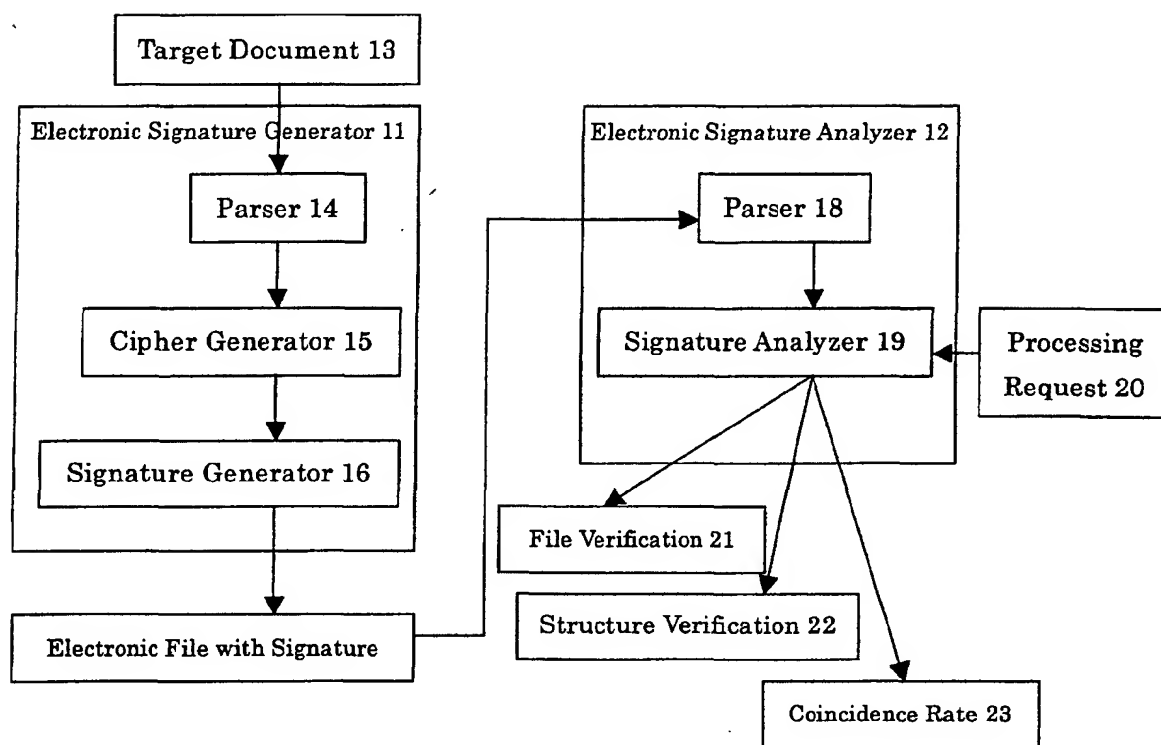 Target Document 13
Electronic Signature Generator 11
Parser 14
Cipher Generator 15
Signature Generator 16
Electronic File with Signature
Electronic Signature Analyzer 12
Parser 18
Signature Analyzer 19
Processing
Request 20
File Verification 21
Structure Verification 22
Coincidence Rate 23